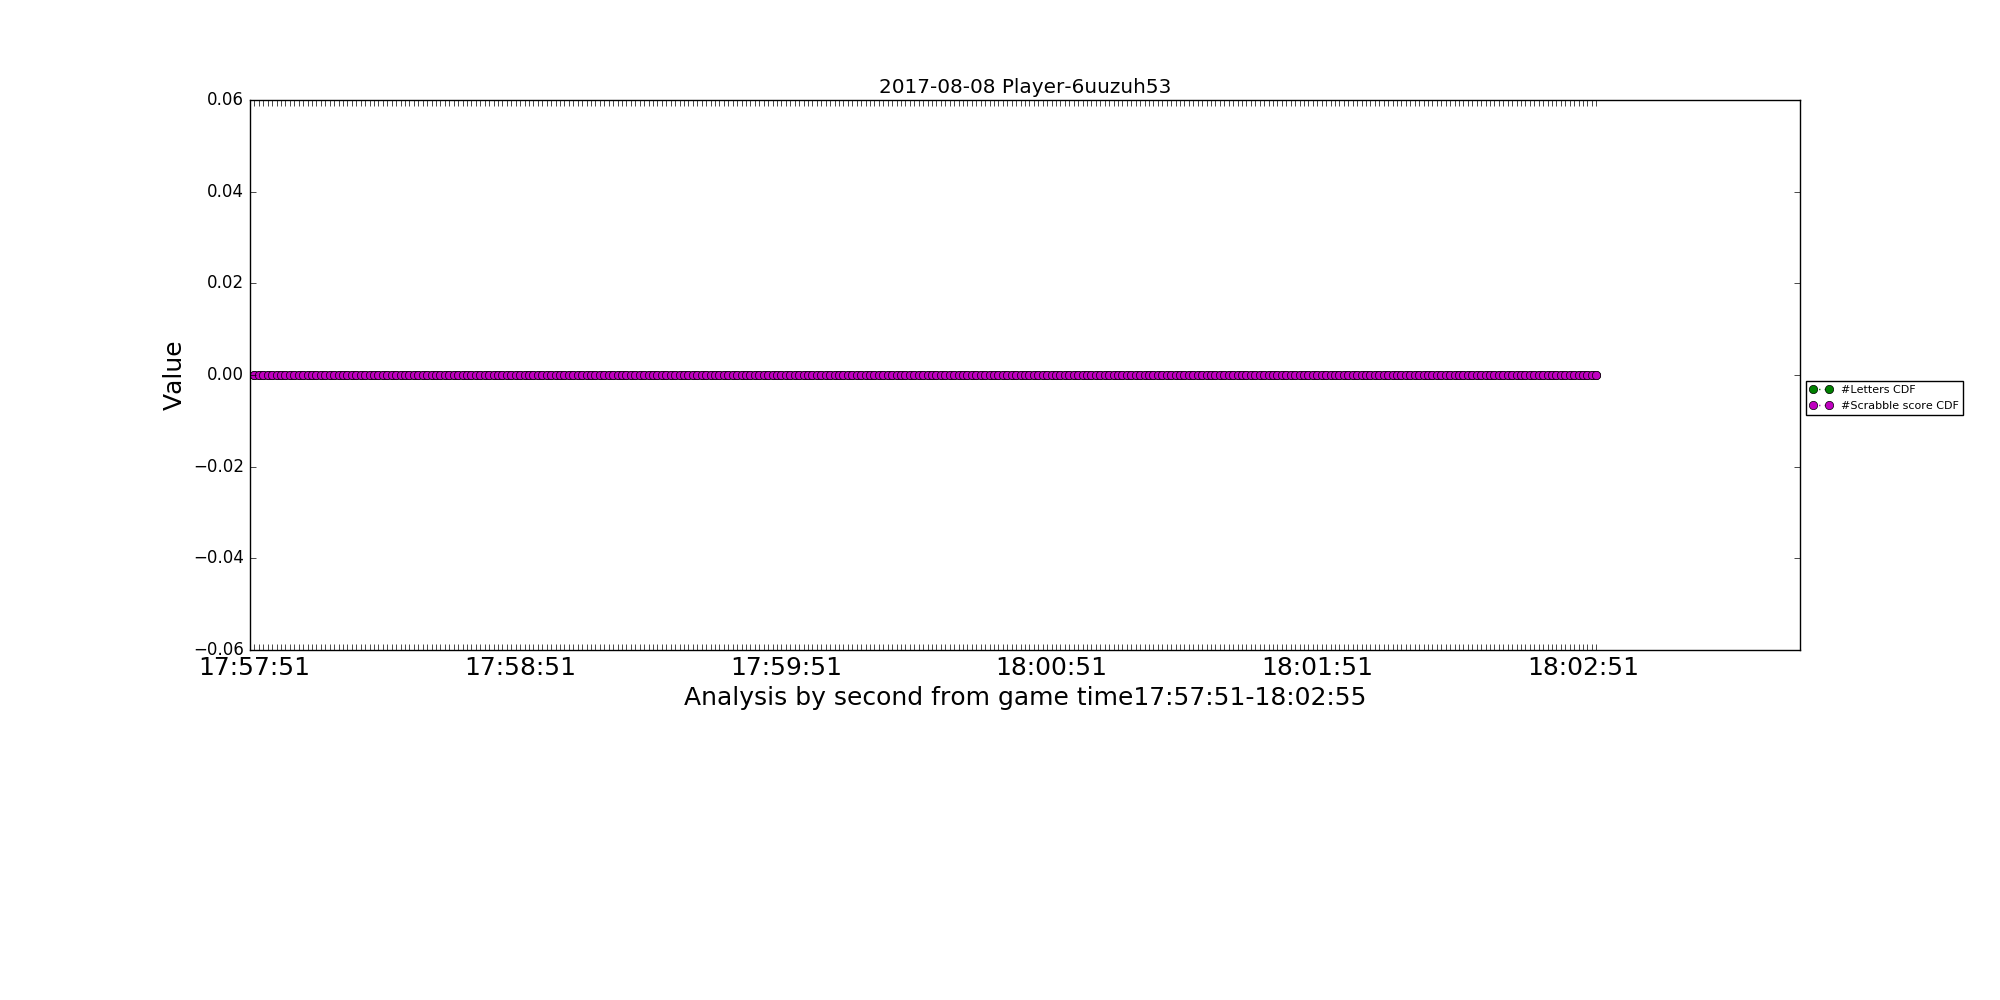 2017-08-08 Player-6uuzuh53
0.06
0.04
0.02
0.00
−0.02
−0.04
−0.06
Value
#Letters CDF
#Scrabble score CDF
17:57:51 17:58:51 17:59:51 18:00:51 18:01:51 18:02:51
Analysis by second from game time17:57:51-18:02:55